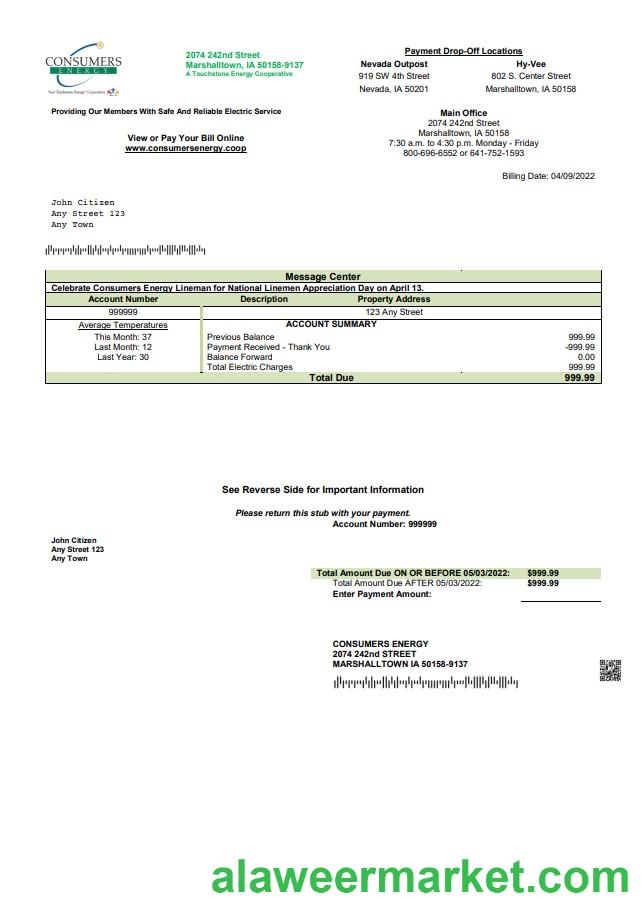 CONSUMERS
ENERGY
Your Touchstone Energy® Cooperative
2074 242nd Street
Marshalltown, IA 50158-9137
A Touchstone Energy Cooperative
Payment Drop-Off Locations
Nevada Outpost Hy-Vee
919 SW 4th Street 802 S. Center Street
Nevada, IA 50201 Marshalltown, IA 50158
Providing Our Members With Safe And Reliable Electric Service
View or Pay Your Bill Online
www.consumersenergy.coop
Main Office
2074 242nd Street
Marshalltown, IA 50158
7:30 a.m. to 4:30 p.m. Monday - Friday
800-696-6552 or 641-752-1593
Billing Date: 04/09/2022
John Citizen
Any Street 123
Any Town
Message Center
Celebrate Consumers Energy Lineman for National Linemen Appreciation Day on April 13.
Account Number Description Property Address
999999 123 Any Street
Average Temperatures ACCOUNT SUMMARY
This Month: 37 Previous Balance 999.99
Last Month: 12 Payment Received - Thank You -999.99
Last Year: 30 Balance Forward 0.00
Total Electric Charges 999.99
Total Due 999.99
See Reverse Side for Important Information
Please return this stub with your payment.
Account Number: 999999
John Citizen
Any Street 123
Any Town
Total Amount Due ON OR BEFORE 05/03/2022: $999.99
Total Amount Due AFTER 05/03/2022: $999.99
Enter Payment Amount:
CONSUMERS ENERGY
2074 242nd STREET
MARSHALLTOWN IA 50158-9137
alaweermarket.com